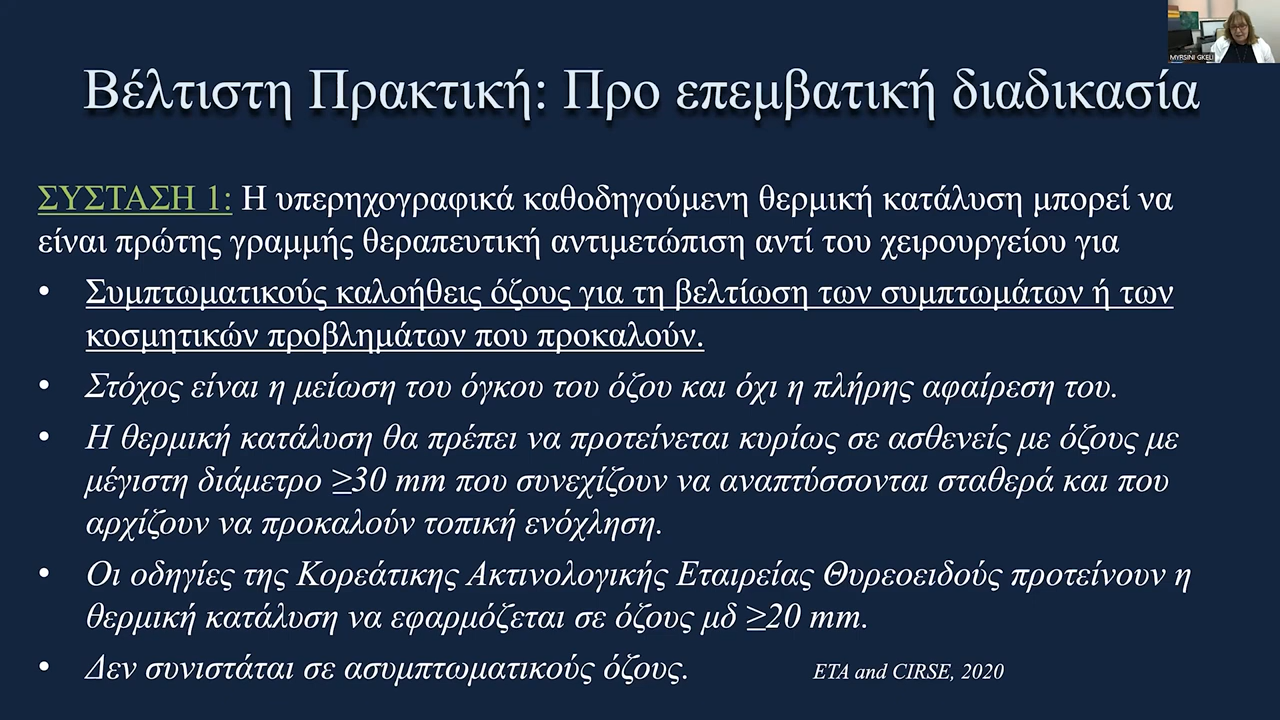 MYRSINI GKELI
Βέλτιστη Πρακτική: Προ επεμβατική διαδικασία
ΣΥΣΤΑΣΗ 1: Η υπερηχογραφικά καθοδηγούμενη θερμική κατάλυση μπορεί να
είναι πρώτης γραμμής θεραπευτική αντιμετώπιση αντί του χειρουργείου για
• Συμπτωματικούς καλοήθεις όζους για τη βελτίωση των συμπτωμάτων ή των
κοσμητικών προβλημάτων που προκαλούν.
• Στόχος είναι η μείωση του όγκου του όζου και όχι η πλήρης αφαίρεση του.
• Η θερμική κατάλυση θα πρέπει να προτείνεται κυρίως σε ασθενείς με όζους με
μέγιστη διάμετρο ≥30 mm που συνεχίζουν να αναπτύσσονται σταθερά και που
αρχίζουν να προκαλούν τοπική ενόχληση.
• Οι οδηγίες της Κορεάτικης Ακτινολογικής Εταιρείας Θυρεοειδούς προτείνουν η
θερμική κατάλυση να εφαρμόζεται σε όζους μδ ≥20 mm.
• Δεν συνιστάται σε ασυμπτωματικούς όζους. ETA and CIRSE, 2020